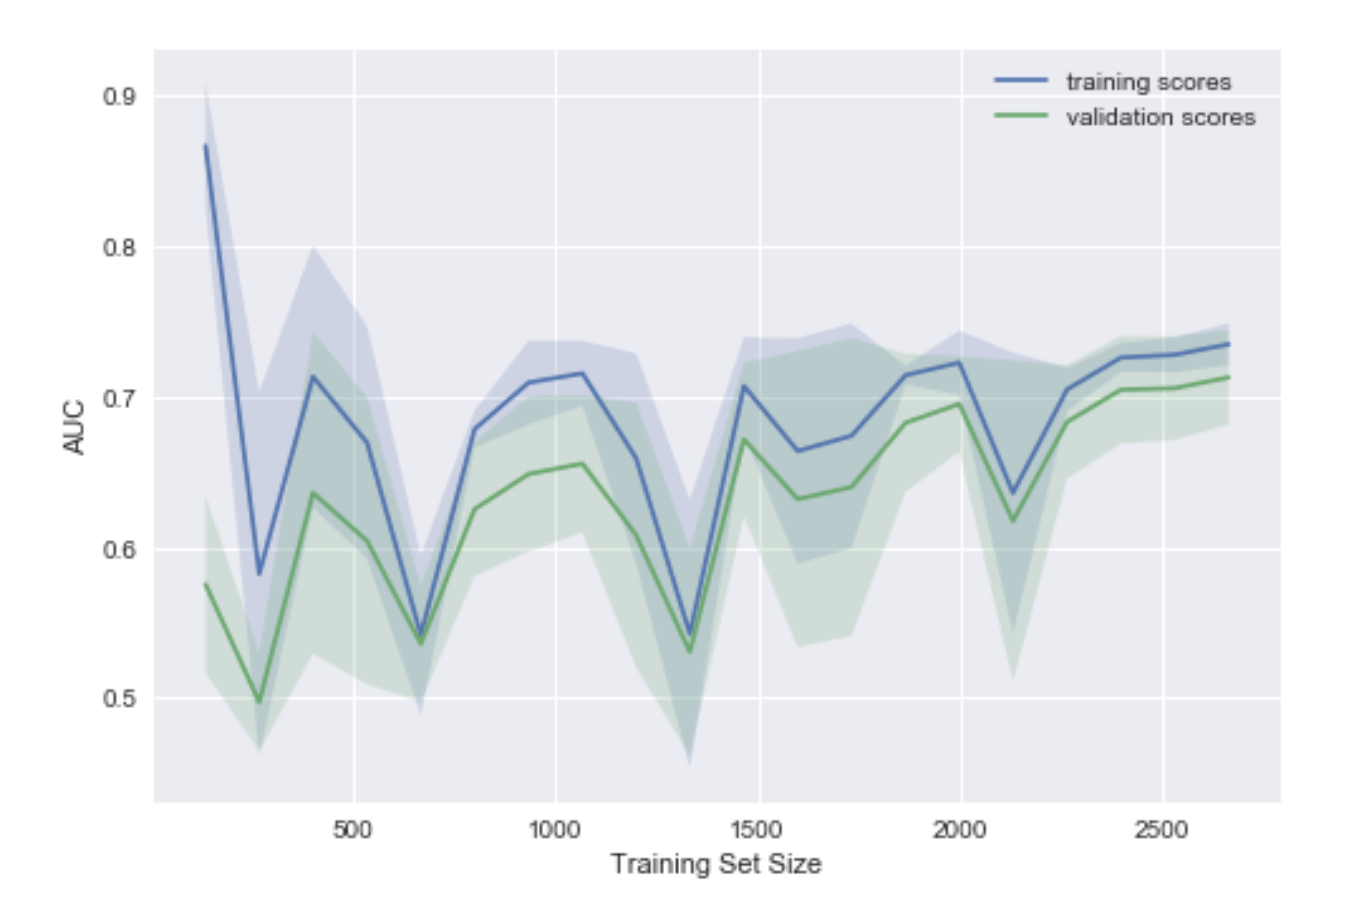 training scores
validation scores
0.9
0.8
0.7
0.6
0.5
AUC
500 1000 1500 2000 2500
Training Set Size